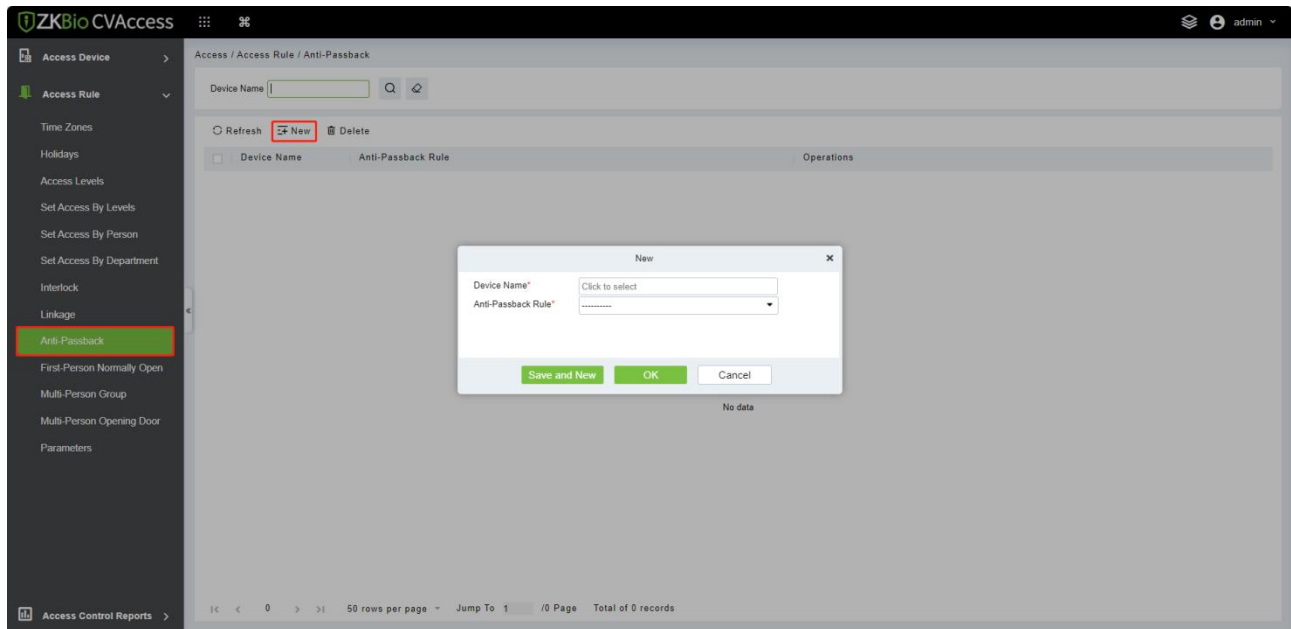 ZKBio CVAccess
admin
Access Device
Access / Access Rule / Anti-Passback
Access Rule
Device Name
Time Zones
Refresh New Delete
Holidays
Device Name Anti-Passback Rule Operations
Access Levels
Set Access By Levels
Set Access By Person
Set Access By Department
Interlock
Linkage
Anti-Passback
First-Person Normally Open
Multi-Person Group
Multi-Person Opening Door
Parameters
New
Device Name* Click to select
Anti-Passback Rule* ----------
Save and New OK Cancel
No data
Access Control Reports
0 50 rows per page Jump To 1 /0 Page Total of 0 records